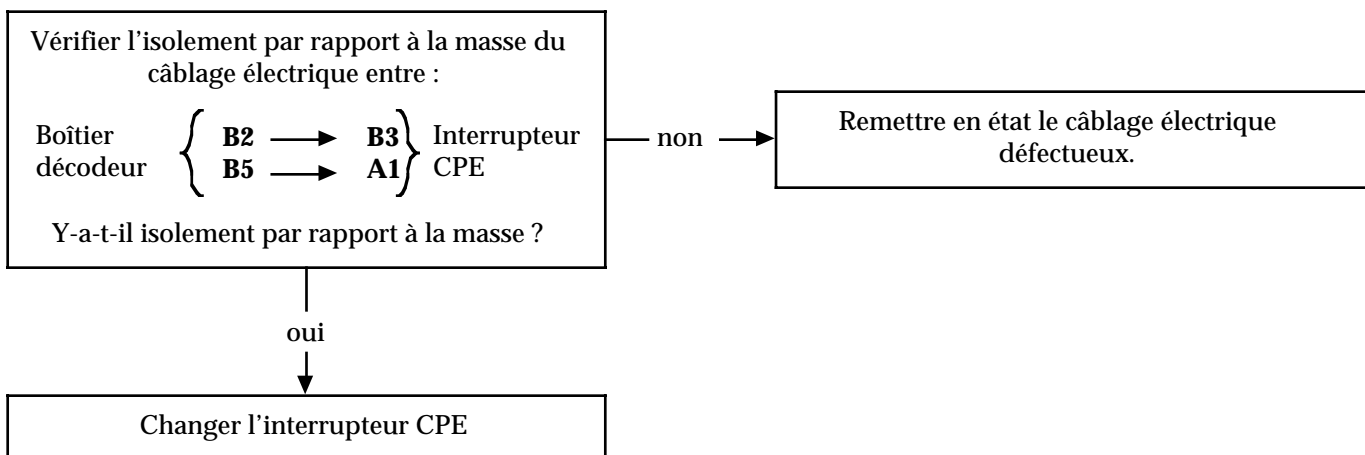 Vérifier l'isolement par rapport à la masse du
câblage électrique entre :
Boîtier B2 B3 Interrupteur
décodeur B5 A1 CPE
Y-a-t-il isolement par rapport à la masse ?
non
Remettre en état le câblage électrique
défectueux.
oui
Changer l'interrupteur CPE